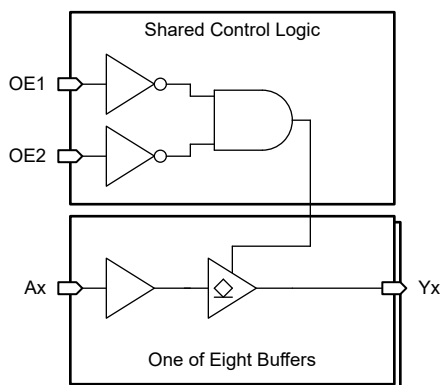 Shared Control Logic
OE1
OE2
Ax
Yx
One of Eight Buffers